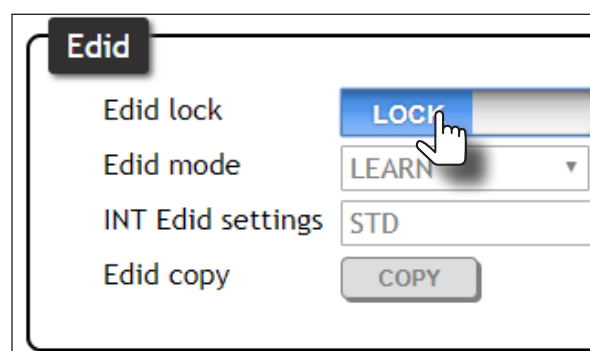 Edid
Edid lock LOCK
Edid mode LEARN
INT Edid settings STD
Edid copy COPY